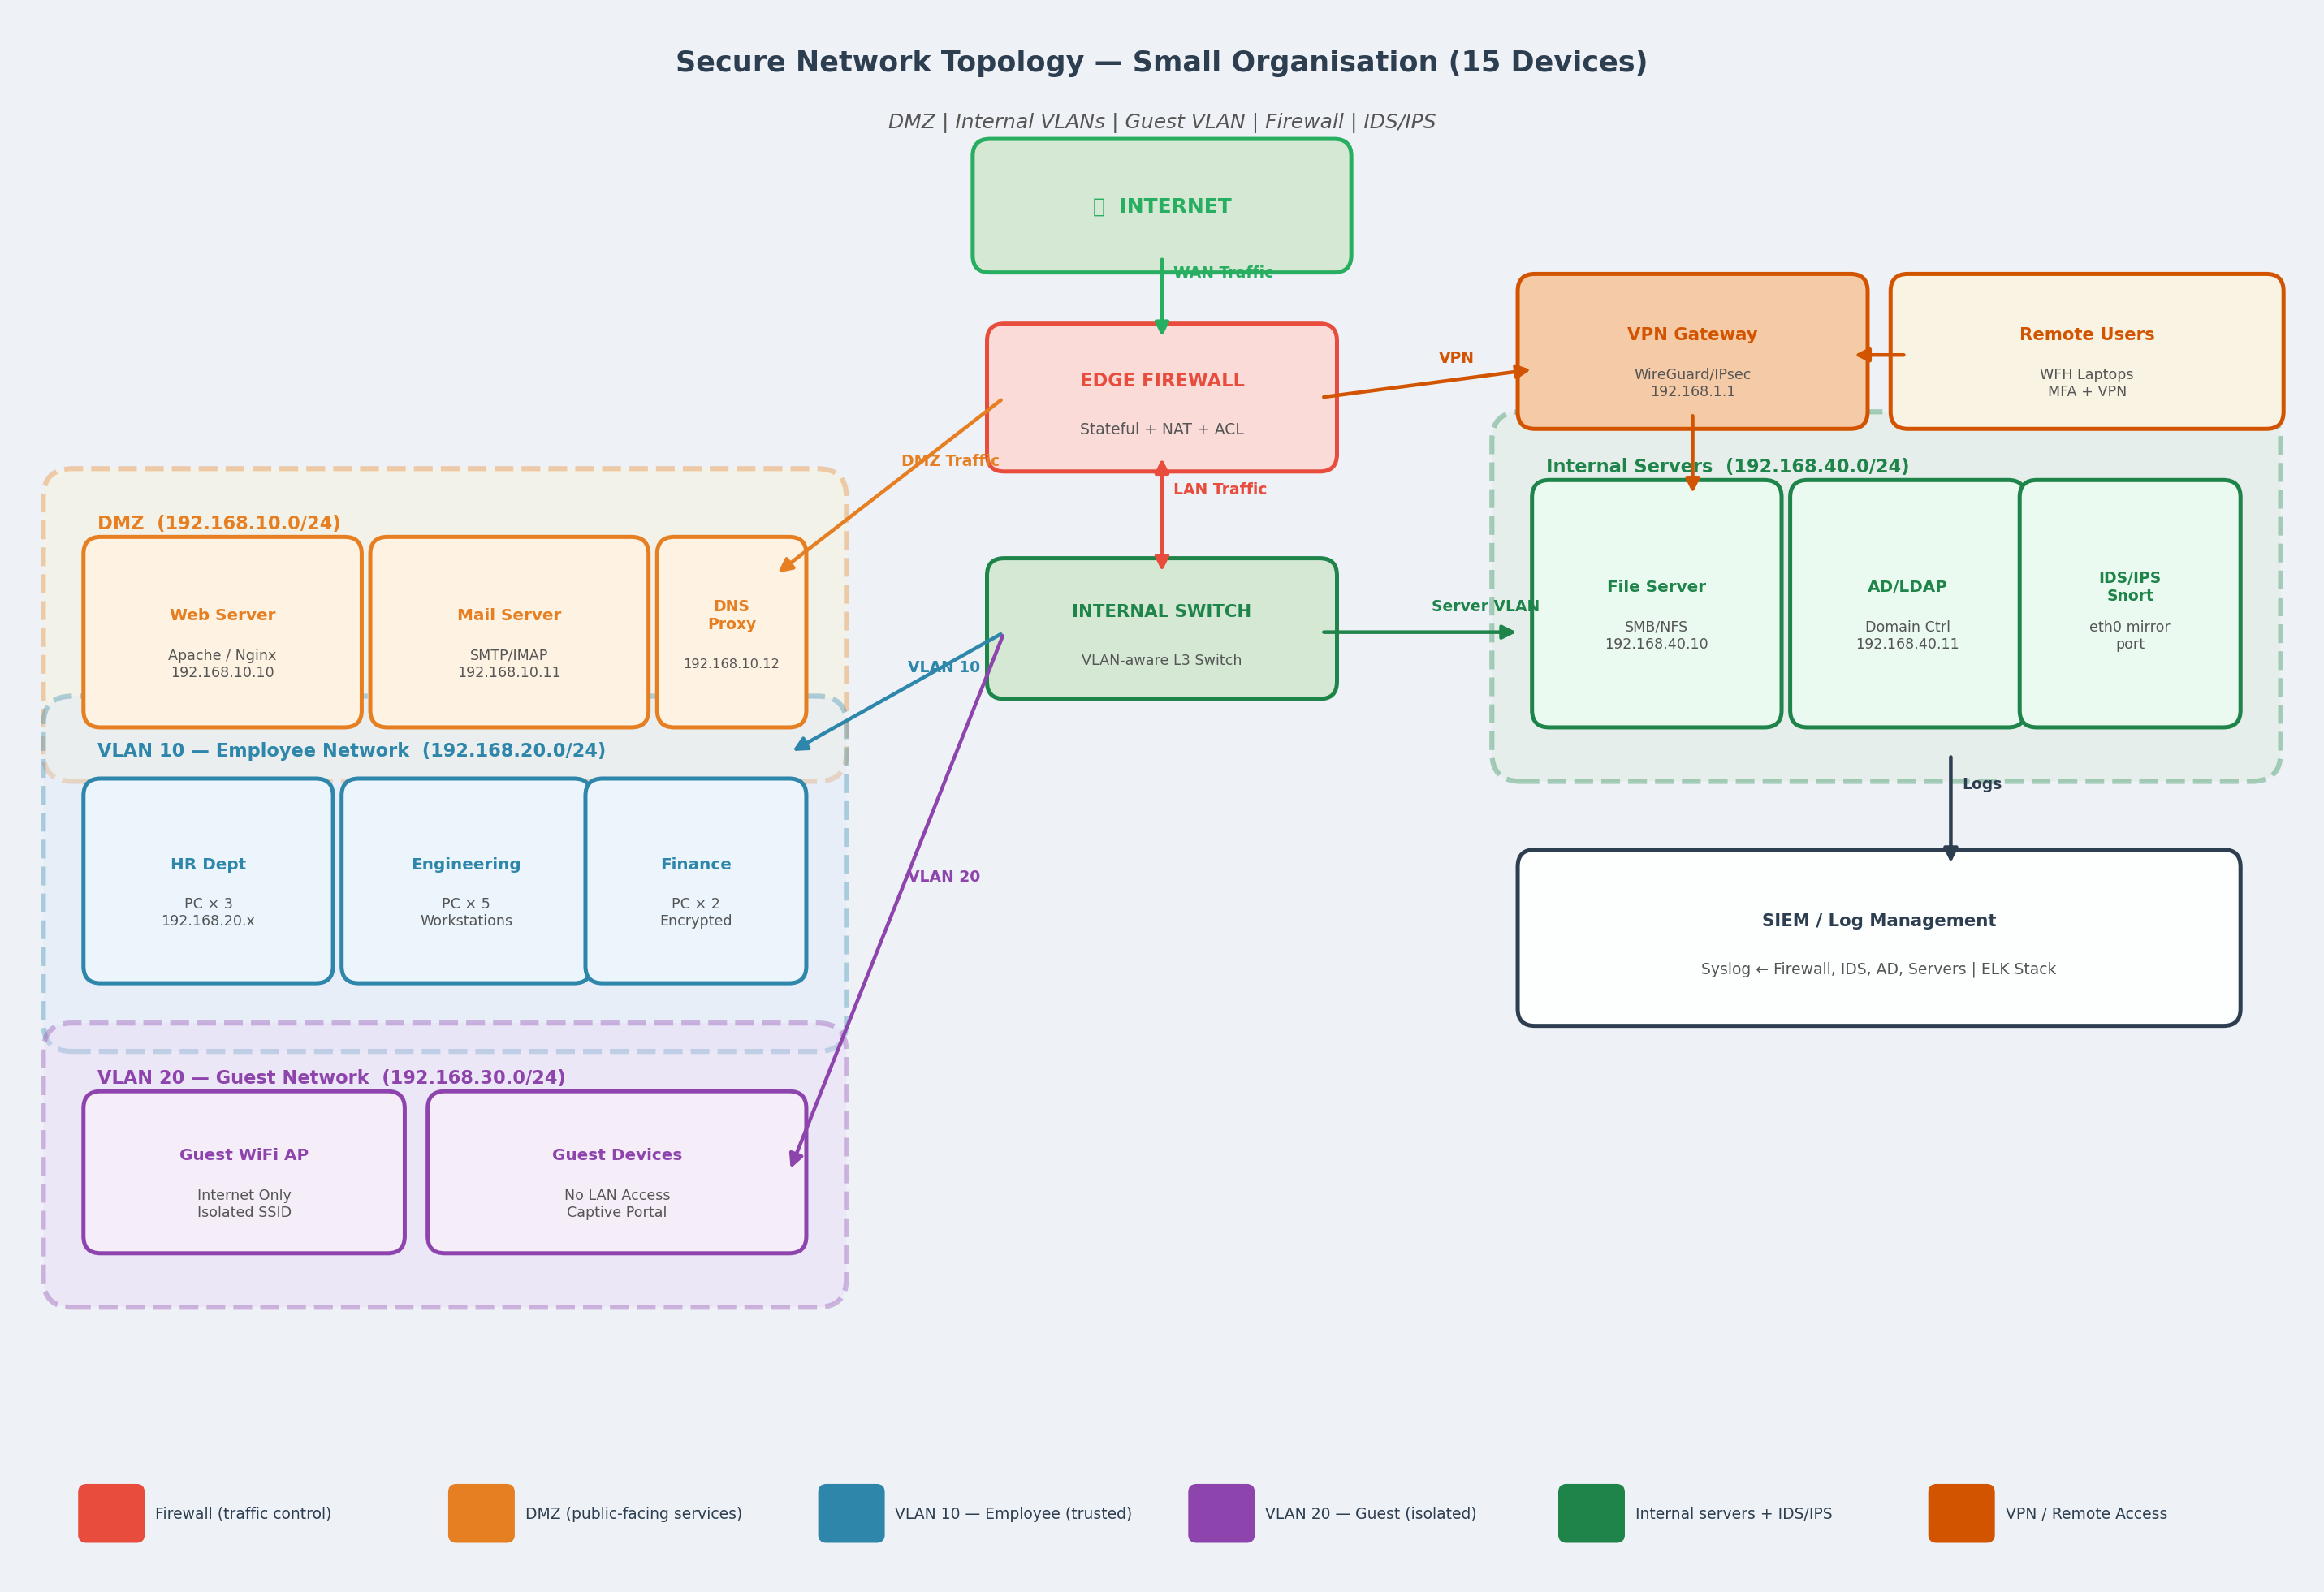 Secure Network Topology — Small Organisation (15 Devices)
DMZ | Internal VLANs | Guest VLAN | Firewall | IDS/IPS
INTERNET
WAN Traffic
EDGE FIREWALL
Stateful + NAT + ACL
VPN
VPN Gateway
WireGuard/IPsec
192.168.1.1
Remote Users
WFH Laptops
MFA + VPN
DMZ Traffic
LAN Traffic
DMZ (192.168.10.0/24)
Web Server
Apache / Nginx
192.168.10.10
Mail Server
SMTP/IMAP
192.168.10.11
DNS
Proxy
192.168.10.12
INTERNAL SWITCH
VLAN-aware L3 Switch
Server VLAN
Internal Servers (192.168.40.0/24)
File Server
SMB/NFS
192.168.40.10
AD/LDAP
Domain Ctrl
192.168.40.11
IDS/IPS
Snort
eth0 mirror
port
VLAN 10
VLAN 10 — Employee Network (192.168.20.0/24)
HR Dept
PC × 3
192.168.20.x
Engineering
PC × 5
Workstations
Finance
PC × 2
Encrypted
VLAN 20
Logs
SIEM / Log Management
Syslog ← Firewall, IDS, AD, Servers | ELK Stack
VLAN 20 — Guest Network (192.168.30.0/24)
Guest WiFi AP
Internet Only
Isolated SSID
Guest Devices
No LAN Access
Captive Portal
Firewall (traffic control)
DMZ (public-facing services)
VLAN 10 — Employee (trusted)
VLAN 20 — Guest (isolated)
Internal servers + IDS/IPS
VPN / Remote Access